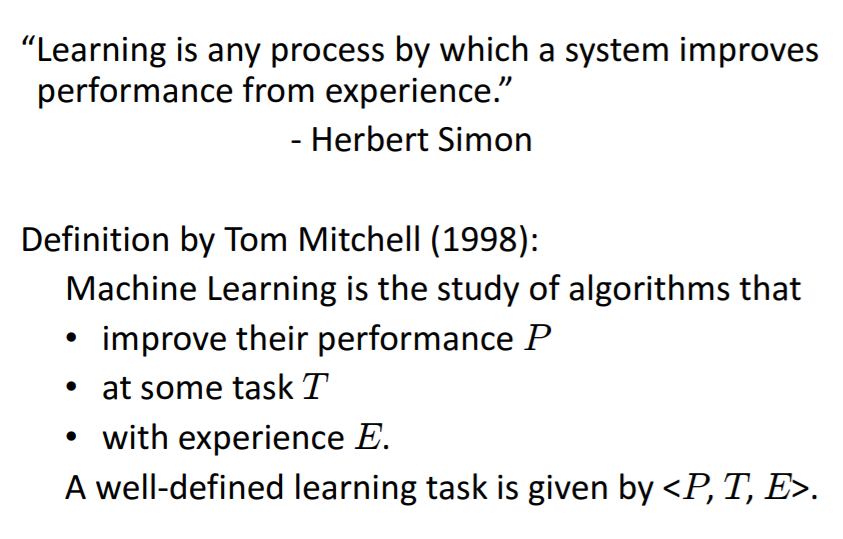 “Learning is any process by which a system improves
performance from experience.”
- Herbert Simon
Definition by Tom Mitchell (1998):
Machine Learning is the study of algorithms that
• improve their performance P
• at some task T
• with experience E.
A well-defined learning task is given by <P, T, E>.